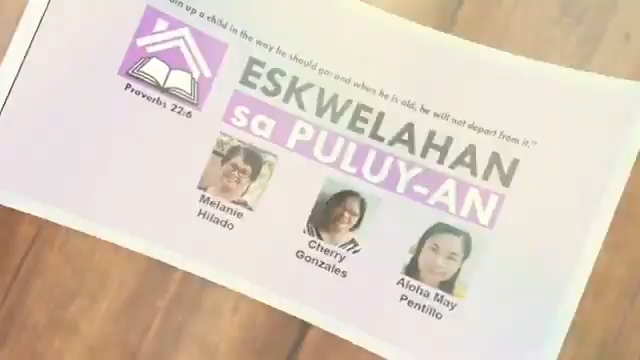 up a child in the way he should go: and when he is old, he will not depart from it."
Proverbs 22:6
ESKWELAHAN
sa PULUY-AN
Melanie
Hilado
Cherry
Gonzales
Aloha May
Pentillo